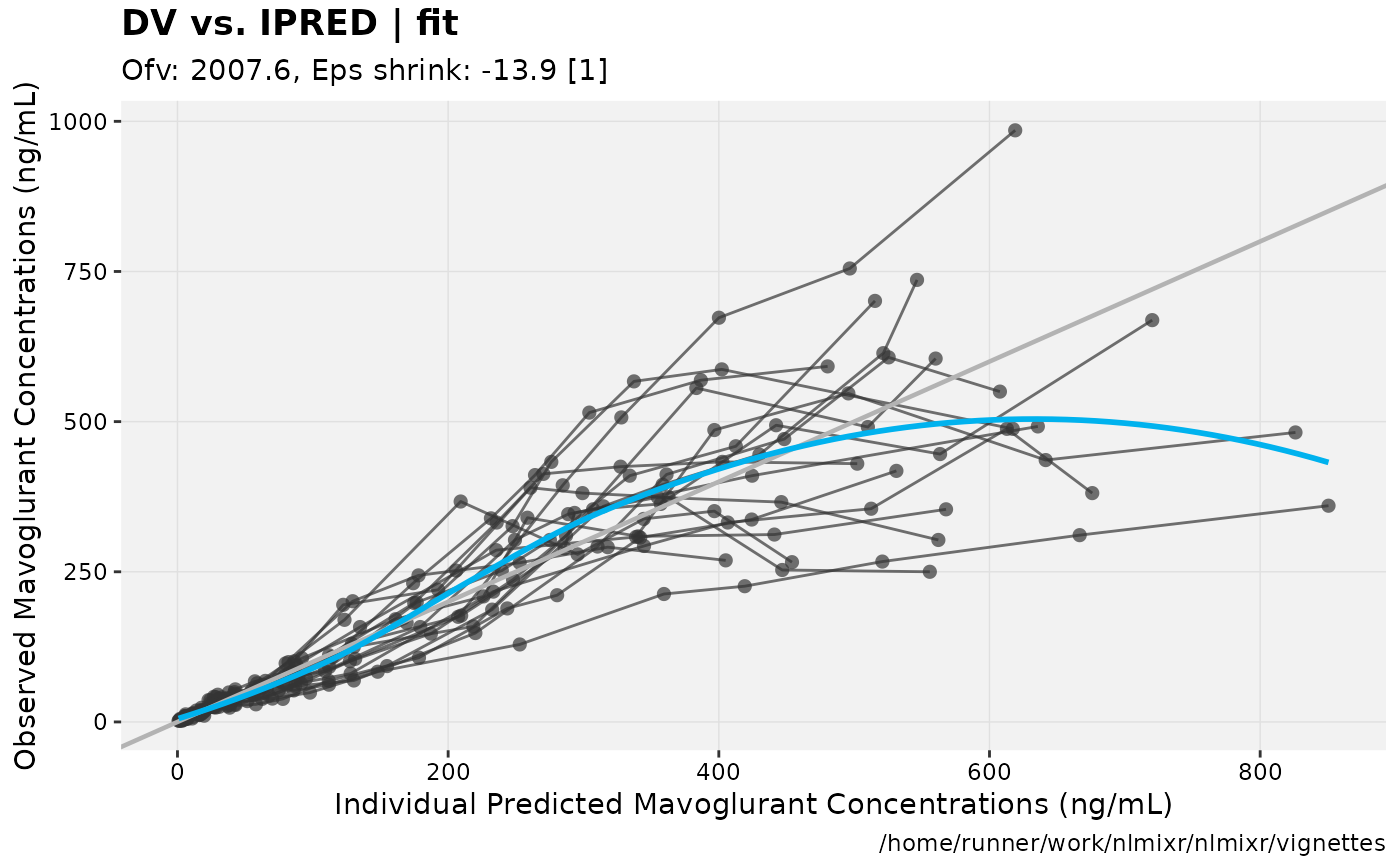 DV vs. IPRED | fit
Ofv: 2007.6, Eps shrink: -13.9 [1]
Observed Mavoglurant Concentrations (ng/mL)
1000
750
500
250
0
0 200 400 600 800
Individual Predicted Mavoglurant Concentrations (ng/mL)
/home/runner/work/nlmixr/nlmixr/vignettes